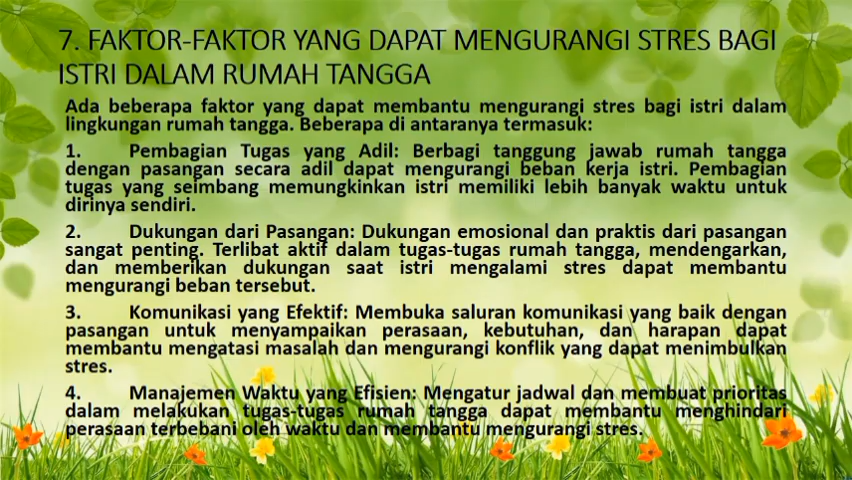 7. FAKTOR-FAKTOR YANG DAPAT MENGURANGI STRES BAGI
ISTRI DALAM RUMAH TANGGA
Ada beberapa faktor yang dapat membantu mengurangi stres bagi istri dalam
lingkungan rumah tangga. Beberapa di antaranya termasuk:
1. Pembagian Tugas yang Adil: Berbagi tanggung jawab rumah tangga
dengan pasangan secara adil dapat mengurangi beban kerja istri. Pembagian
tugas yang seimbang memungkinkan istri memiliki lebih banyak waktu untuk
dirinya sendiri.
2. Dukungan dari Pasangan: Dukungan emosional dan praktis dari pasangan
sangat penting. Terlibat aktif dalam tugas-tugas rumah tangga, mendengarkan,
dan memberikan dukungan saat istri mengalami stres dapat membantu
mengurangi beban tersebut.
3. Komunikasi yang Efektif: Membuka saluran komunikasi yang baik dengan
pasangan untuk menyampaikan perasaan, kebutuhan, dan harapan dapat
membantu mengatasi masalah dan mengurangi konflik yang dapat menimbulkan
stres.
4. Manajemen Waktu yang Efisien: Mengatur jadwal dan membuat prioritas
dalam melakukan tugas-tugas rumah tangga dapat membantu menghindari
perasaan terbebani oleh waktu dan membantu mengurangi stres.